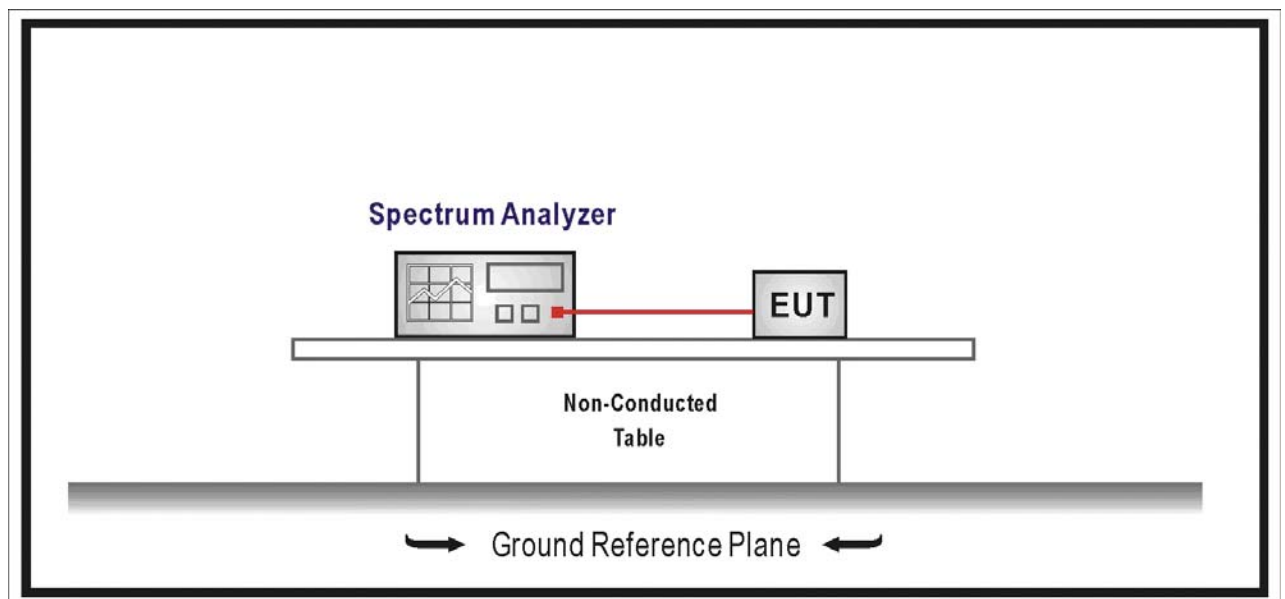 Spectrum Analyzer
EUT
Non-Conducted
Table
Ground Reference Plane